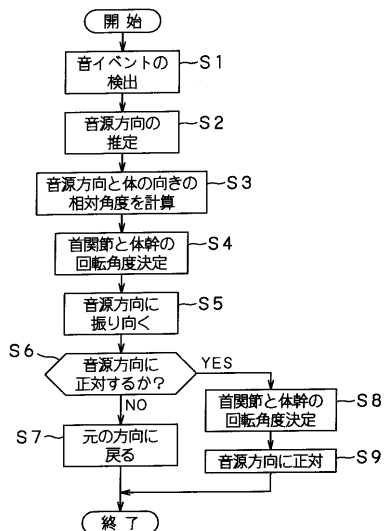 開始
音イベントの
検出
S1
音源方向の
推定
S2
音源方向と体の向きの
相対角度を計算
S3
首関節と体幹の
回転角度決定
S4
音源方向に
振り向く
S5
S6
音源方向に
正対するか?
YES
NO
首関節と体幹の
回転角度決定
S8
S7
元の方向に
戻る
音源方向に正対
S9
終了